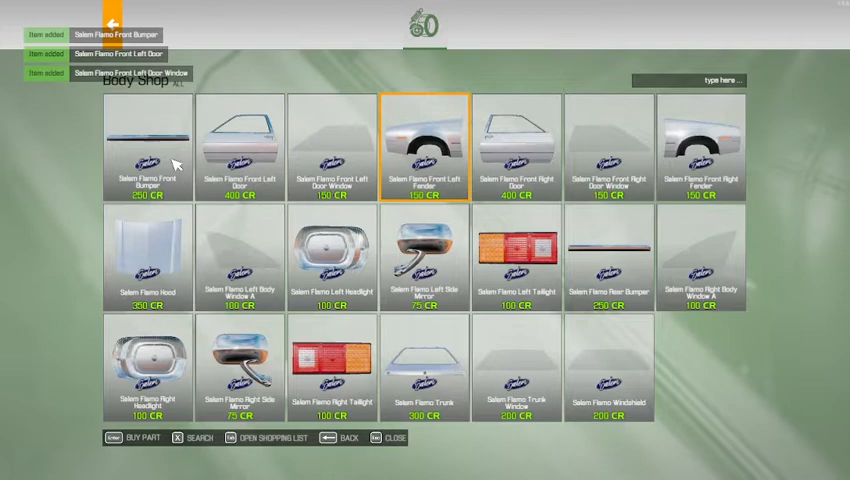 Item added Salem Flamo Front Bumper
Item added Salem Flamo Front Left Door
Item added Salem Flamo Front Left Door Window
Body Shop ALL
type here ...
Salem Flamo Front Bumper
250 CR
Salem Flamo Front Left Door
400 CR
Salem Flamo Front Left Door Window
150 CR
Salem Flamo Front Left Fender
150 CR
Salem Flamo Front Right Door
400 CR
Salem Flamo Front Right Door Window
150 CR
Salem Flamo Front Right Fender
150 CR
Salem Flamo Hood
350 CR
Salem Flamo Left Body Window A
100 CR
Salem Flamo Left Headlight
100 CR
Salem Flamo Left Side Mirror
75 CR
Salem Flamo Left Taillight
100 CR
Salem Flamo Rear Bumper
250 CR
Salem Flamo Right Body Window A
100 CR
Salem Flamo Right Headlight
100 CR
Salem Flamo Right Side Mirror
75 CR
Salem Flamo Right Taillight
100 CR
Salem Flamo Trunk
300 CR
Salem Flamo Trunk Window
200 CR
Salem Flamo Windshield
200 CR
Enter BUY PART X SEARCH Tab OPEN SHOPPING LIST BACK Esc CLOSE